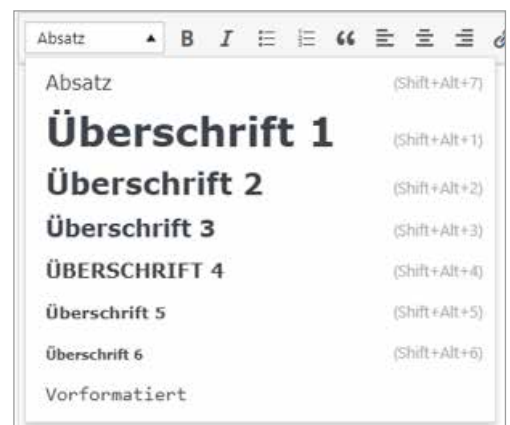 Absatz B I “
Absatz (Shift+Alt+7)
Überschrift 1 (Shift+Alt+1)
Überschrift 2 (Shift+Alt+2)
Überschrift 3 (Shift+Alt+3)
ÜBERSCHRIFT 4 (Shift+Alt+4)
Überschrift 5 (Shift+Alt+5)
Überschrift 6 (Shift+Alt+6)
Vorformatiert